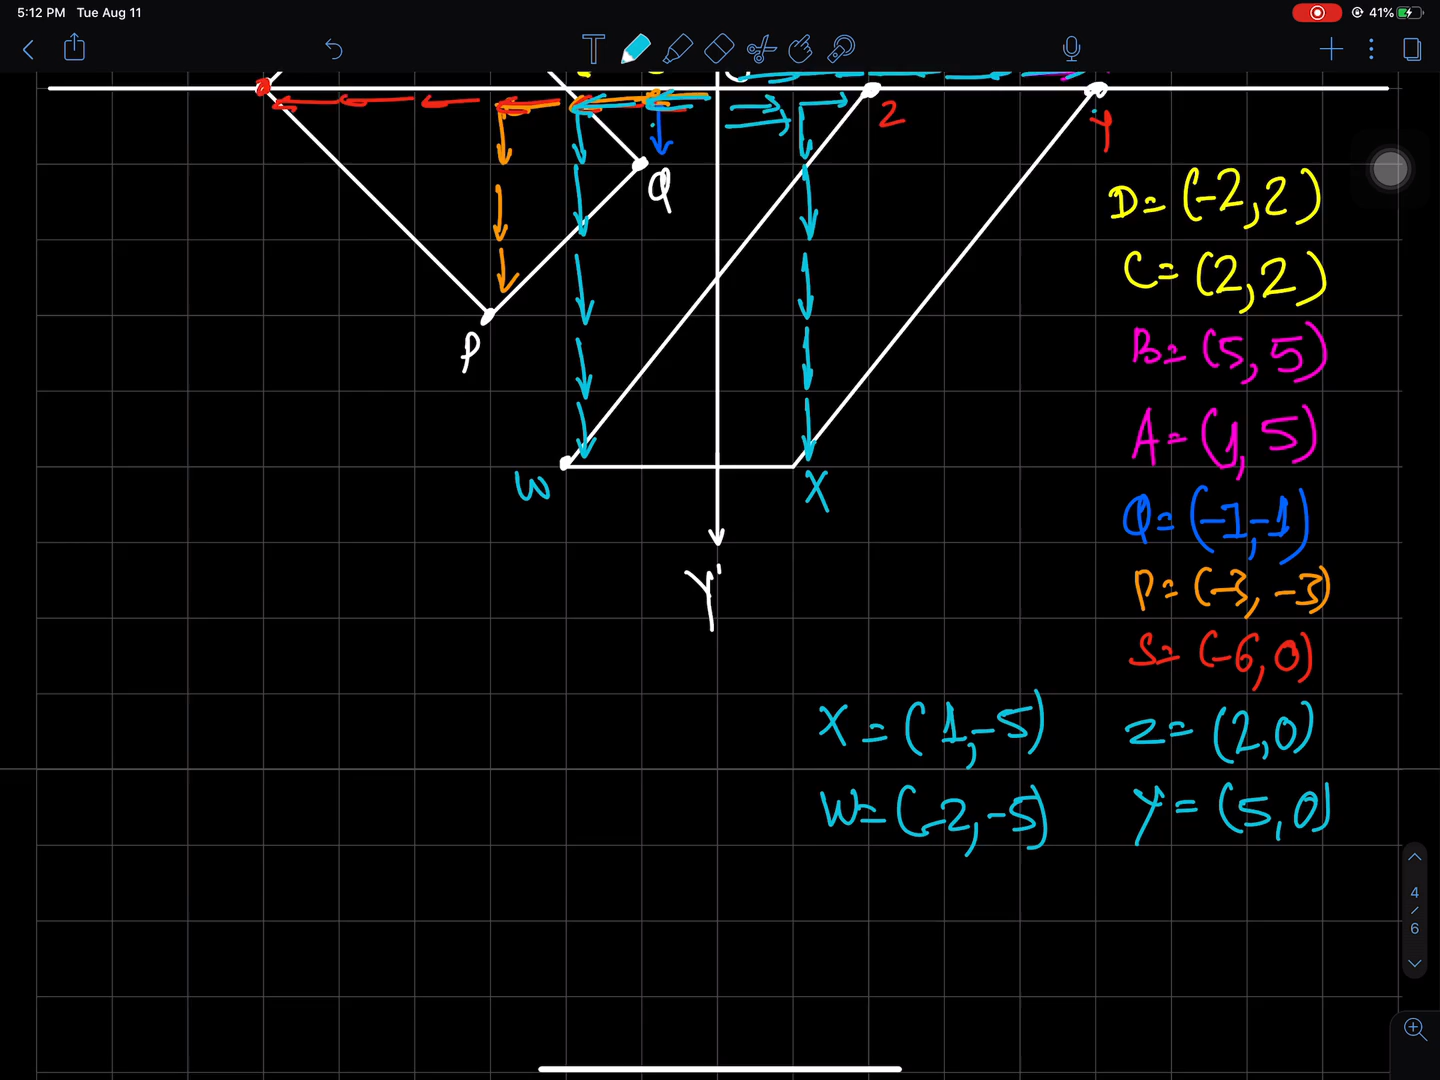 5:12 PM Tue Aug 11
41%
T
Z
Y
Q
P
W
X
Y'
D= (-2,2)
C= (2,2)
B= (5,5)
A= (1,5)
Q= (-1,-1)
P= (-3,-3)
S= (-6,0)
X = (1,-5) Z= (2,0)
W= (-2,-5) Y = (5,0)
4
/
6